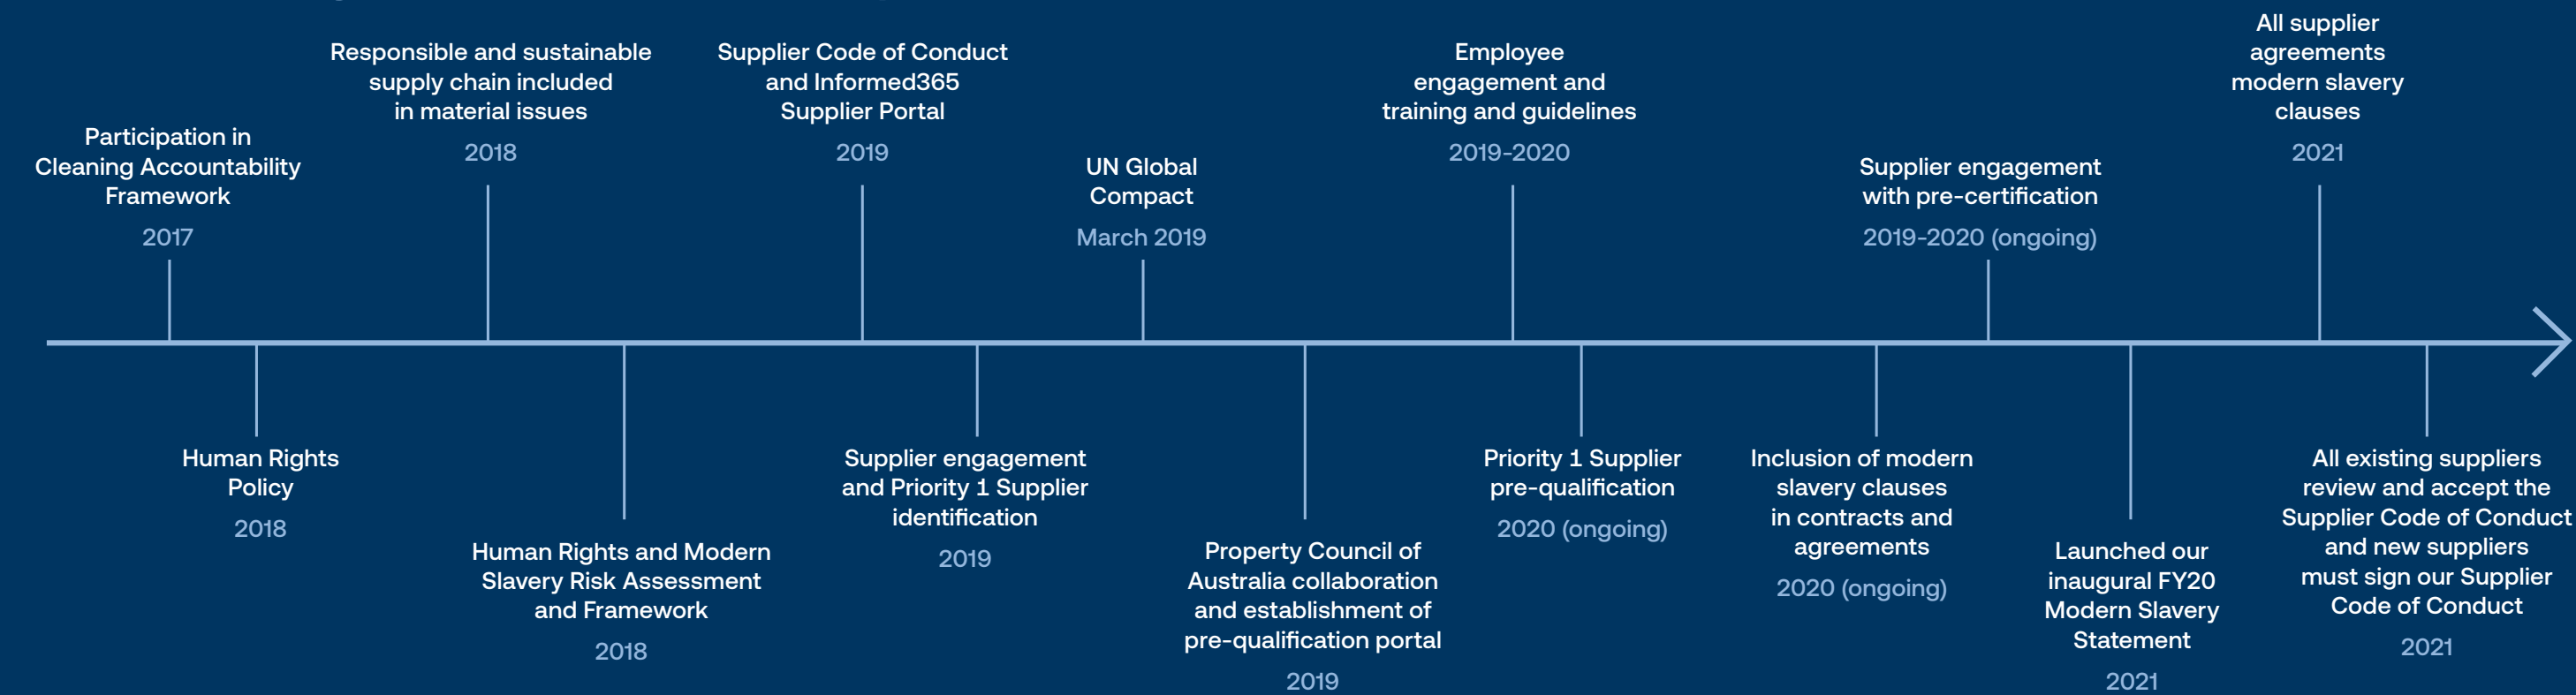 Participation in
Cleaning Accountability
Framework
2017
Human Rights
Policy
2018
Responsible and sustainable
supply chain included
in material issues
2018
Human Rights and Modern
Slavery Risk Assessment
and Framework
2018
Supplier Code of Conduct
and Informed365
Supplier Portal
2019
Supplier engagement
and Priority 1 Supplier
identification
2019
UN Global
Compact
March 2019
Property Council of
Australia collaboration
and establishment of
pre-qualification portal
2019
Employee
engagement and
training and guidelines
2019-2020
Priority 1 Supplier
pre-qualification
2020 (ongoing)
Inclusion of modern
slavery clauses
in contracts and
agreements
2020 (ongoing)
Supplier engagement
with pre-certification
2019-2020 (ongoing)
Launched our
inaugural FY20
Modern Slavery
Statement
2021
All supplier
agreements
modern slavery
clauses
2021
All existing suppliers
review and accept the
Supplier Code of Conduct
and new suppliers
must sign our Supplier
Code of Conduct
2021